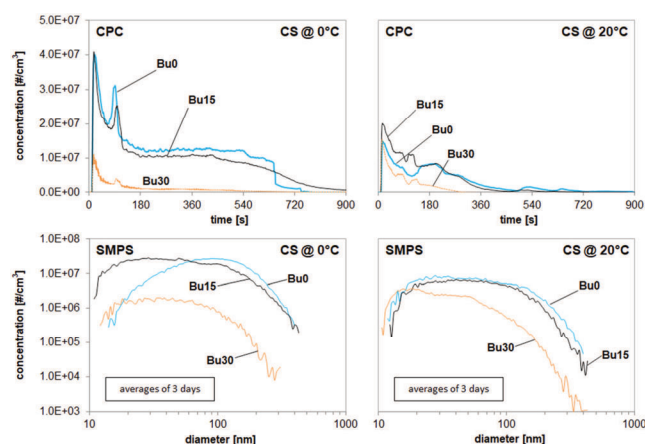 CPC CS @ 0°C
concentration [#/cm³]
5.0E+07
4.0E+07
3.0E+07
2.0E+07
1.0E+07
0.0E+00
Bu0
Bu15
Bu30
0 180 360 540 720 900
time [s]
CPC CS @ 20°C
Bu15
Bu0
Bu30
0 180 360 540 720 900
time [s]
SMPS CS @ 0°C
concentration [#/cm³]
1.0E+08
1.0E+07
1.0E+06
1.0E+05
1.0E+04
1.0E+03
Bu15
Bu0
Bu30
averages of 3 days
10 100 1000
diameter [nm]
SMPS CS @ 20°C
Bu0
Bu30
Bu15
averages of 3 days
10 100 1000
diameter [nm]